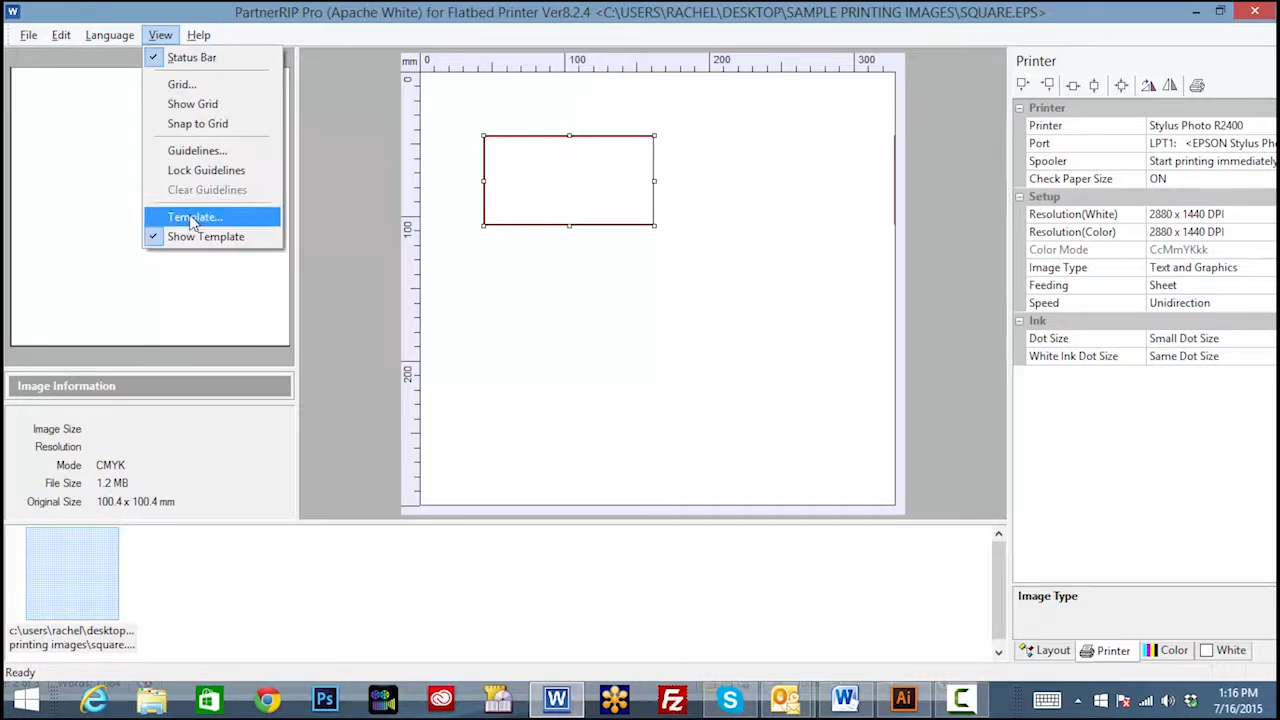 PartnerRIP Pro (Apache White) for Flatbed Printer Ver8.2.4 <C:\USERS\RACHEL\DESKTOP\SAMPLE PRINTING IMAGES\SQUARE.EPS>
File Edit Language View Help
Status Bar
Grid...
Show Grid
Snap to Grid
Guidelines...
Lock Guidelines
Clear Guidelines
Template...
Show Template
mm 0 100 200 300
0
100
200
Image Information
Image Size
Resolution
Mode CMYK
File Size 1.2 MB
Original Size 100.4 x 100.4 mm
c:\users\rachel\desktop...
printing images\square....
Ready
Printer
Printer
Printer Stylus Photo R2400
Port LPT1: <EPSON Stylus Pho
Spooler Start printing immediately
Check Paper Size ON
Setup
Resolution(White) 2880 x 1440 DPI
Resolution(Color) 2880 x 1440 DPI
Color Mode CcMmYKkk
Image Type Text and Graphics
Feeding Sheet
Speed Unidirection
Ink
Dot Size Small Dot Size
White Ink Dot Size Same Dot Size
Image Type
Layout Printer Color White
1:16 PM
7/16/2015